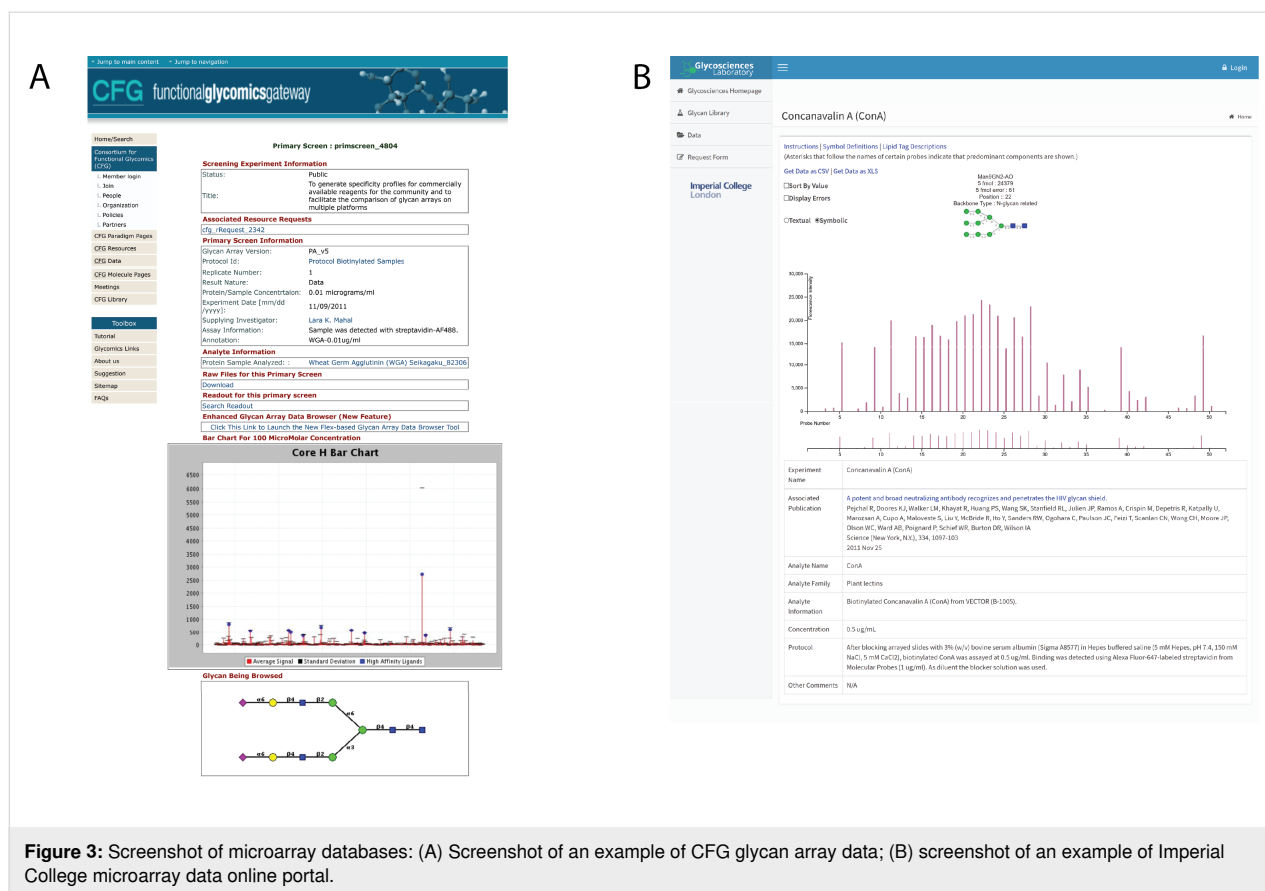 A
Jump to main content Jump to navigation
CFG functionalglycomicsgateway
Home/Search
Consortium for
Functional Glycomics
(CFG)
Member login
Join
People
Organization
Policies
Partners
CFG Paradigm Pages
CFG Resources
CFG Data
CFG Molecule Pages
Meetings
CFG Library
Toolbox
Tutorial
Glycomics Links
About us
Suggestion
Sitemap
FAQs
Primary Screen : primscreen_4804
Screening Experiment Information
Status: Public
Title: To generate specificity profiles for commercially
available reagents for the community and to
facilitate the comparison of glycan arrays on
multiple platforms
Associated Resource Requests
cfg_rRequest_2342
Primary Screen Information
Glycan Array Version: PA_v5
Protocol Id: Protocol Biotinylated Samples
Replicate Number: 1
Result Nature: Data
Protein/Sample Concentrtaion: 0.01 micrograms/ml
Experiment Date [mm/dd
/yyyy]: 11/09/2011
Supplying Investigator: Lara K. Mahal
Assay Information: Sample was detected with streptavidin-AF488.
Annotation: WGA-0.01ug/ml
Analyte Information
Protein Sample Analyzed: : Wheat Germ Agglutinin (WGA) Seikagaku_82306
Raw Files for this Primary Screen
Download
Readout for this primary screen
Search Readout
Enhanced Glycan Array Data Browser (New Feature)
Click This Link to Launch the New Flex-based Glycan Array Data Browser Tool
Bar Chart For 100 MicroMolar Concentration
Core H Bar Chart
6500
6000
5500
5000
4500
4000
3500
3000
2500
2000
1500
1000
500
0
Average Signal Standard Deviation High Affinity Ligands
Glycan Being Browsed
α6 β4 β2 α6
β4 β4
α6 β4 β2 α3
B
Glycosciences
Laboratory
Login
Glycosciences Homepage
Glycan Library
Data
Request Form
Imperial College
London
Concanavalin A (ConA)
Home
Instructions | Symbol Definitions | Lipid Tag Descriptions
(Asterisks that follow the names of certain probes indicate that predominant components are shown.)
Get Data as CSV | Get Data as XLS
Sort By Value
Display Errors
Textual Symbolic
Man9GN2-AO
5 fmol : 24379
5 fmol error : 61
Position : 22
Backbone Type : N-glycan related
Fluorescence Intensity
30,000
25,000
20,000
15,000
10,000
5,000
0
5 10 15 20 25 30 35 40 45 50
Probe Number
5 10 15 20 25 30 35 40 45 50
Experiment
Name
Concanavalin A (ConA)
Associated
Publication
A potent and broad neutralizing antibody recognizes and penetrates the HIV glycan shield.
Pejchal R, Doores KJ, Walker LM, Khayat R, Huang PS, Wang SK, Stanfield RL, Julien JP, Ramos A, Crispin M, Depetris R, Katpally U,
Marozsan A, Cupo A, Maloveste S, Liu Y, McBride R, Ito Y, Sanders RW, Ogohara C, Paulson JC, Feizi T, Scanlan CN, Wong CH, Moore JP,
Olson WC, Ward AB, Poignard P, Schief WR, Burton DR, Wilson IA
Science (New York, N.Y.), 334, 1097-103
2011 Nov 25
Analyte Name ConA
Analyte Family Plant lectins
Analyte
Information
Biotinylated Concanavalin A (ConA) from VECTOR (B-1005).
Concentration 0.5 ug/mL
Protocol After blocking arrayed slides with 3% (w/v) bovine serum albumin (Sigma A8577) in Hepes buffered saline (5 mM Hepes, pH 7.4, 150 mM
NaCl, 5 mM CaCl2), biotinylated ConA was assayed at 0.5 ug/ml. Binding was detected using Alexa Fluor-647-labeled streptavidin from
Molecular Probes (1 ug/ml). As diluent the blocker solution was used.
Other Comments N/A
Figure 3: Screenshot of microarray databases: (A) Screenshot of an example of CFG glycan array data; (B) screenshot of an example of Imperial
College microarray data online portal.